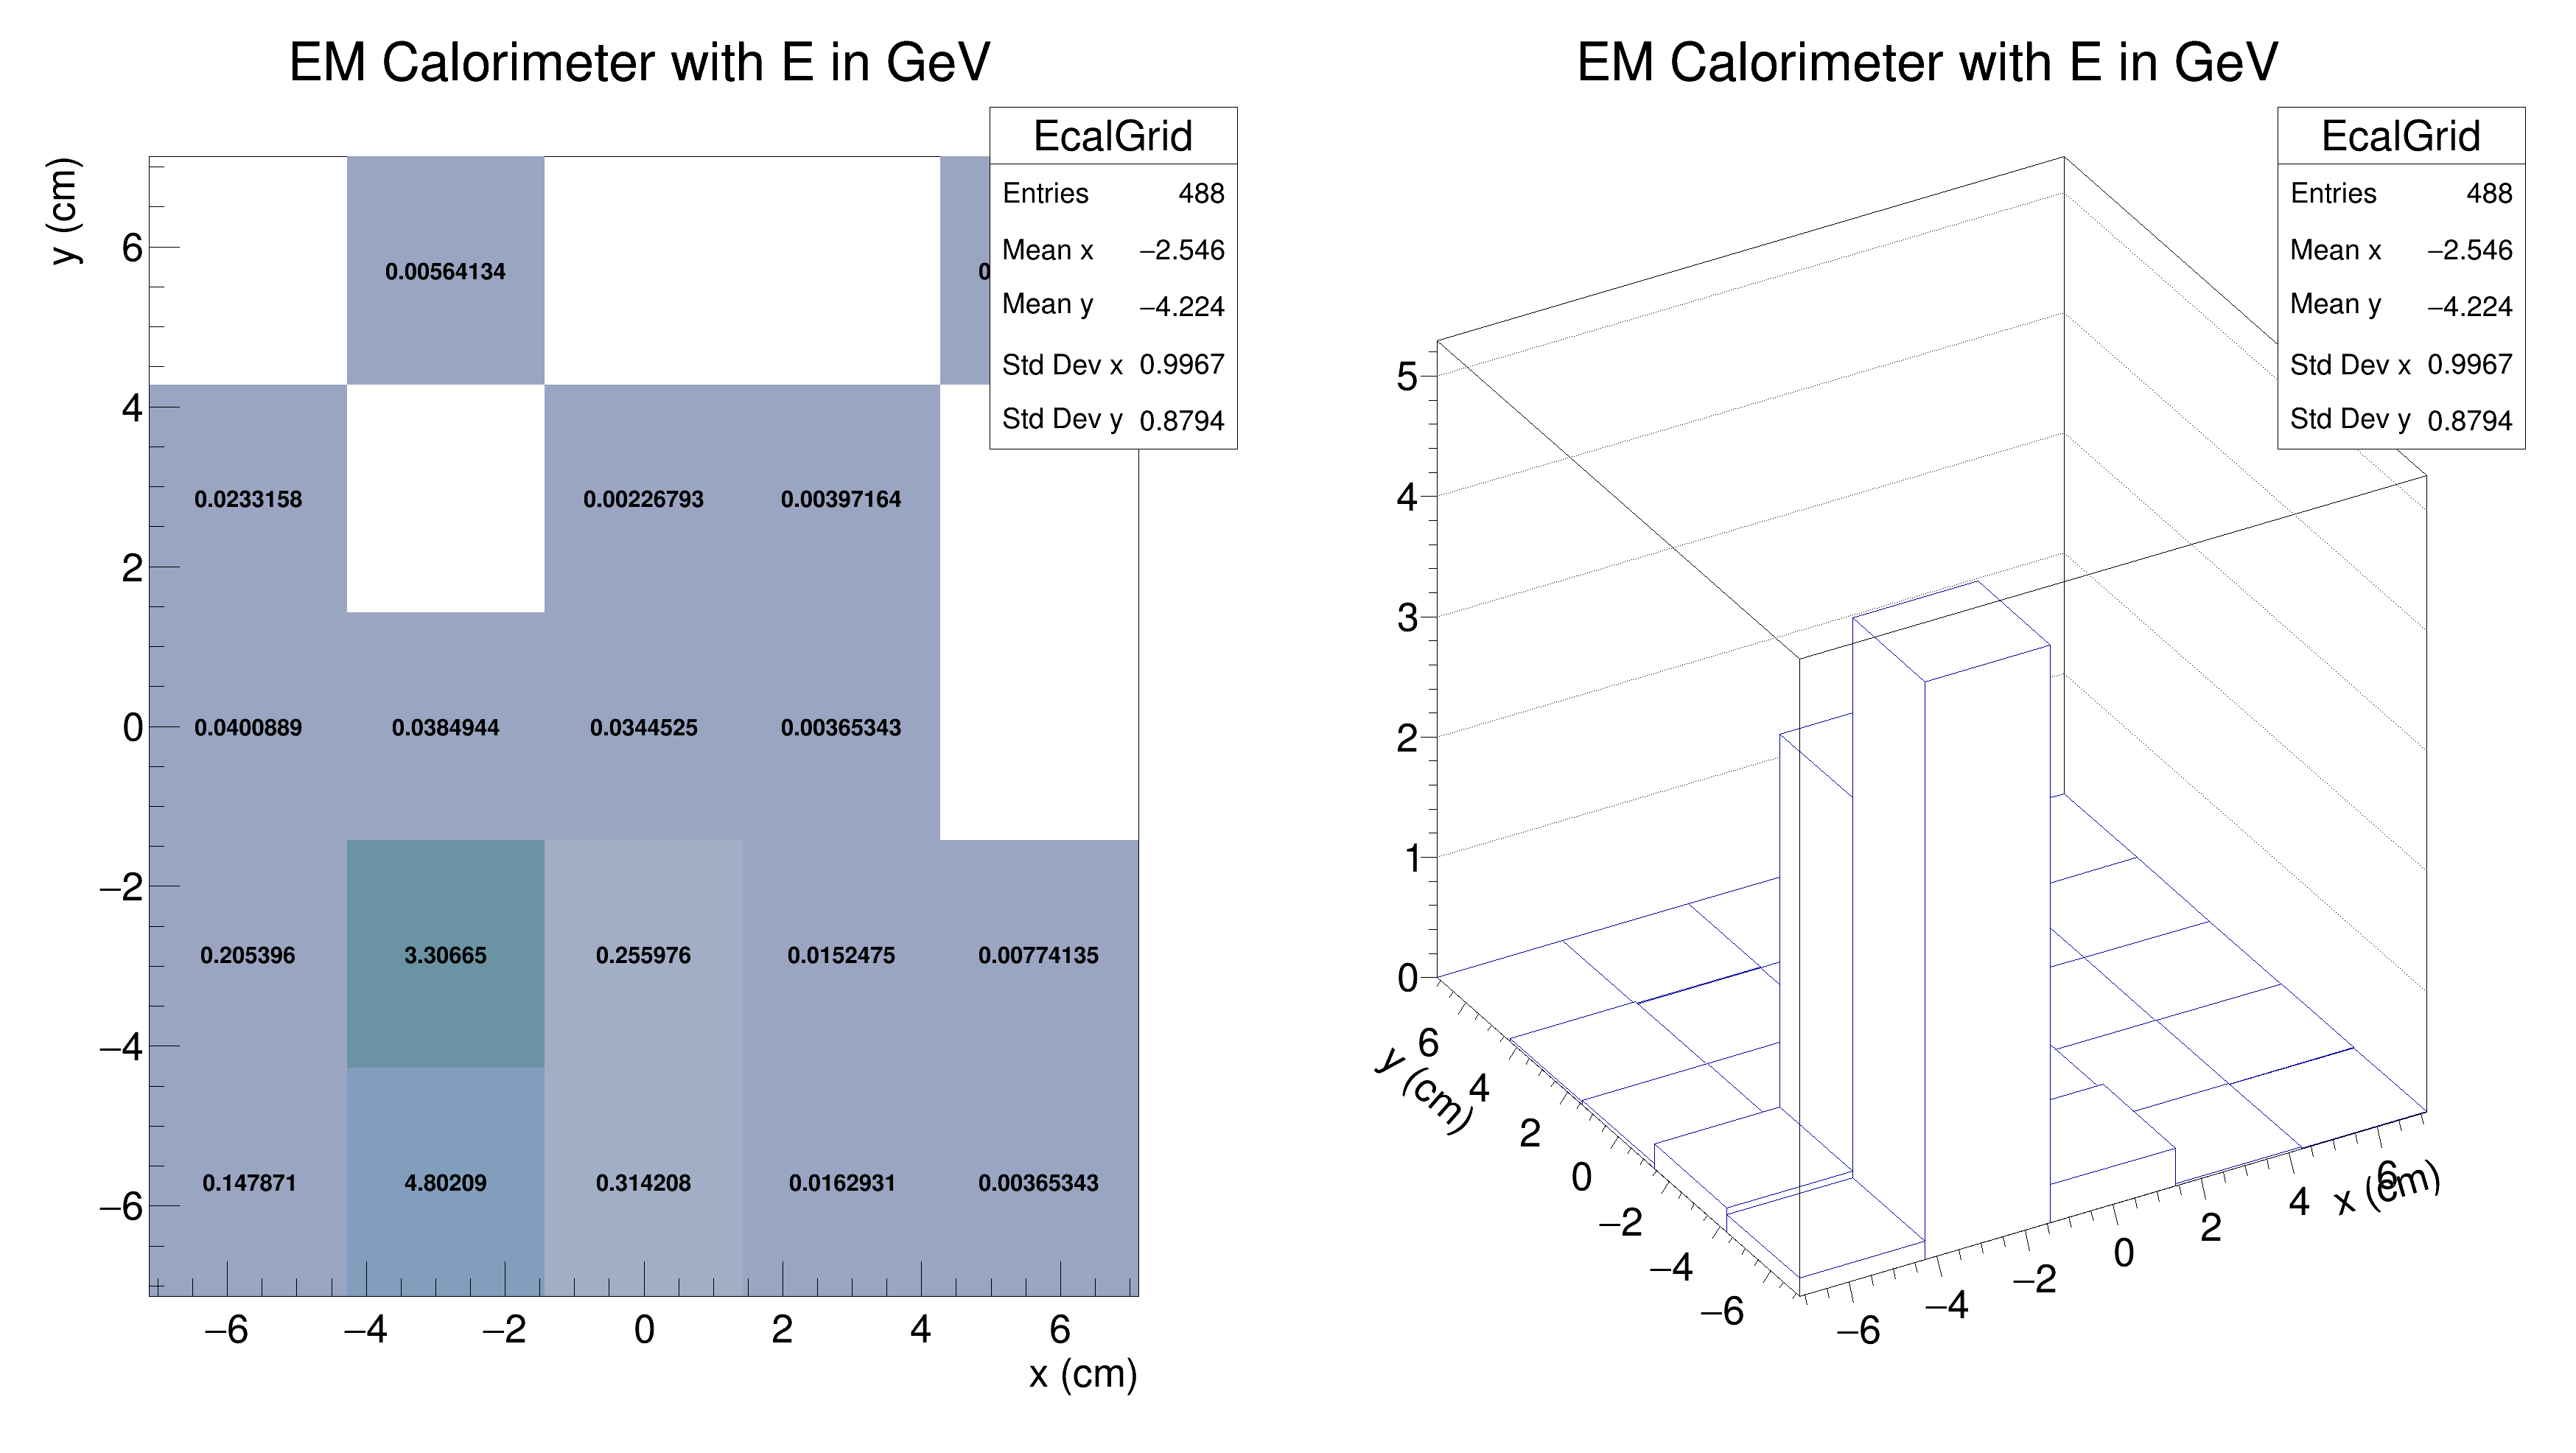 EM Calorimeter with E in GeV
EcalGrid
Entries 488
Mean x −2.546
Mean y −4.224
Std Dev x 0.9967
Std Dev y 0.8794
y (cm)
6
4
2
0
−2
−4
−6
0.00564134
0.0233158 0.00226793 0.00397164
0.0400889 0.0384944 0.0344525 0.00365343
0.205396 3.30665 0.255976 0.0152475 0.00774135
0.147871 4.80209 0.314208 0.0162931 0.00365343
−6 −4 −2 0 2 4 6
x (cm)
EM Calorimeter with E in GeV
EcalGrid
Entries 488
Mean x −2.546
Mean y −4.224
Std Dev x 0.9967
Std Dev y 0.8794
5
4
3
2
1
0
y (cm)
6
4
2
0
−2
−4
−6
−6 −4 −2 0 2 4 6
x (cm)